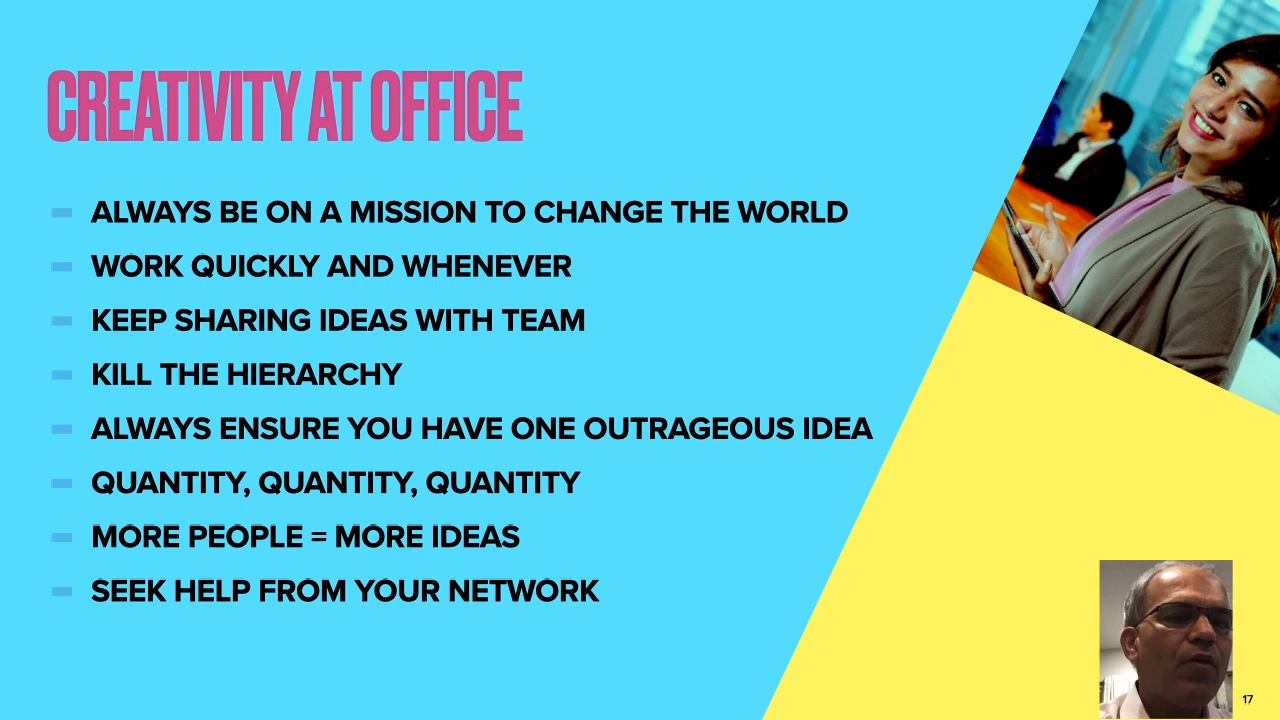 CREATIVITY AT OFFICE
ALWAYS BE ON A MISSION TO CHANGE THE WORLD
WORK QUICKLY AND WHENEVER
KEEP SHARING IDEAS WITH TEAM
KILL THE HIERARCHY
ALWAYS ENSURE YOU HAVE ONE OUTRAGEOUS IDEA
QUANTITY, QUANTITY, QUANTITY
MORE PEOPLE = MORE IDEAS
SEEK HELP FROM YOUR NETWORK
17